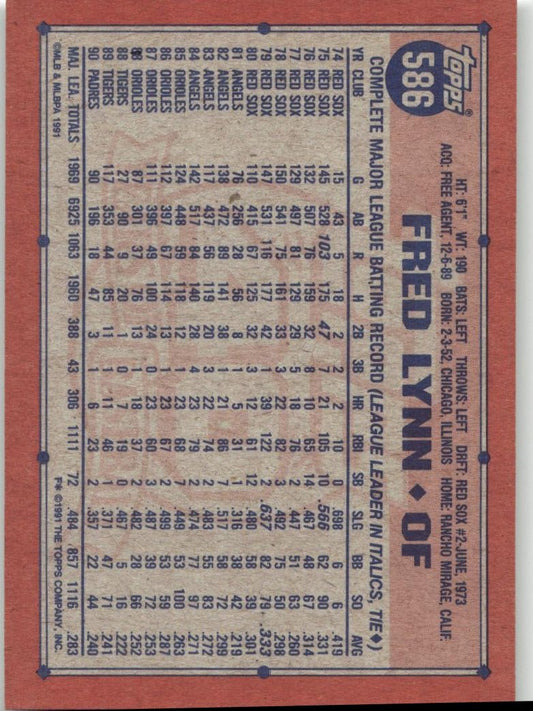 Topps®
586
HT: 6'1" WT: 190 BATS: LEFT THROWS: LEFT DRFT: RED SOX #2-JUNE, 1973
ACQ: FREE AGENT, 12-6-89 BORN: 2-3-52, CHICAGO, ILLINOIS HOME: RANCHO MIRAGE, CALIF.
FRED LYNN ♦ OF
COMPLETE MAJOR LEAGUE BATTING RECORD (LEAGUE LEADER IN ITALICS, TIE♦)
YR CLUB G AB R H 2B 3B HR RBI SB SLG BB SO AVG
74 RED SOX 15 43 5 18 2 2 2 10 0 .698 6 6 .419
75 RED SOX 145 528 103 175 47 7 21 105 10 .566 62 90 .331
76 RED SOX 132 507 76 159 32 8 10 65 14 .467 48 67 .314
77 RED SOX 129 497 81 129 29 5 18 76 2 .447 51 63 .260
78 RED SOX 150 541 75 161 33 3 22 82 3 .492 75 50 .298
79 RED SOX 147 531 116 177 42 1 39 122 2 .637 82 79 .333
80 RED SOX 110 415 67 125 32 3 12 61 12 .480 58 39 .301
81 ANGELS 76 256 28 56 8 1 5 31 1 .316 38 42 .219
82 ANGELS 138 472 89 141 38 1 21 86 7 .517 58 72 .299
83 ANGELS 117 437 56 119 20 3 22 74 2 .483 55 83 .272
84 ANGELS 142 517 84 140 28 4 23 79 2 .474 77 97 .271
85 ORIOLES 124 448 59 118 12 1 23 68 7 .449 53 100 .263
86 ORIOLES 112 397 67 114 13 1 23 67 2 .499 53 59 .287
87 ORIOLES 111 396 49 100 24 0 23 60 3 .487 39 72 .253
88 ORIOLES 87 301 37 76 13 1 18 37 2 .482 28 66 .252
88 TIGERS 27 90 9 20 1 0 7 19 0 .467 5 16 .222
89 TIGERS 117 353 44 85 11 1 11 46 1 .371 47 71 .241
90 PADRES 90 196 18 47 3 1 6 23 2 .357 22 44 .240
MAJ. LEA. TOTALS 1969 6925 1063 1960 388 43 306 1111 72 .484 857 1116 .283
©MLB & MLBPA 1991 F* ©1991 THE TOPPS COMPANY, INC.